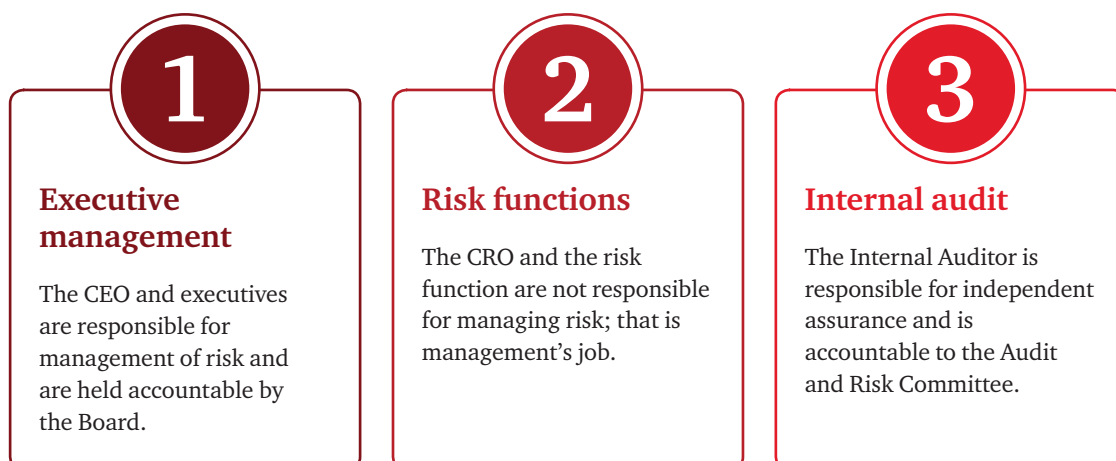 1
Executive
management
The CEO and executives
are responsible for
management of risk and
are held accountable by
the Board.
2
Risk functions
The CRO and the risk
function are not responsible
for managing risk; that is
management’s job.
3
Internal audit
The Internal Auditor is
responsible for independent
assurance and is
accountable to the Audit
and Risk Committee.